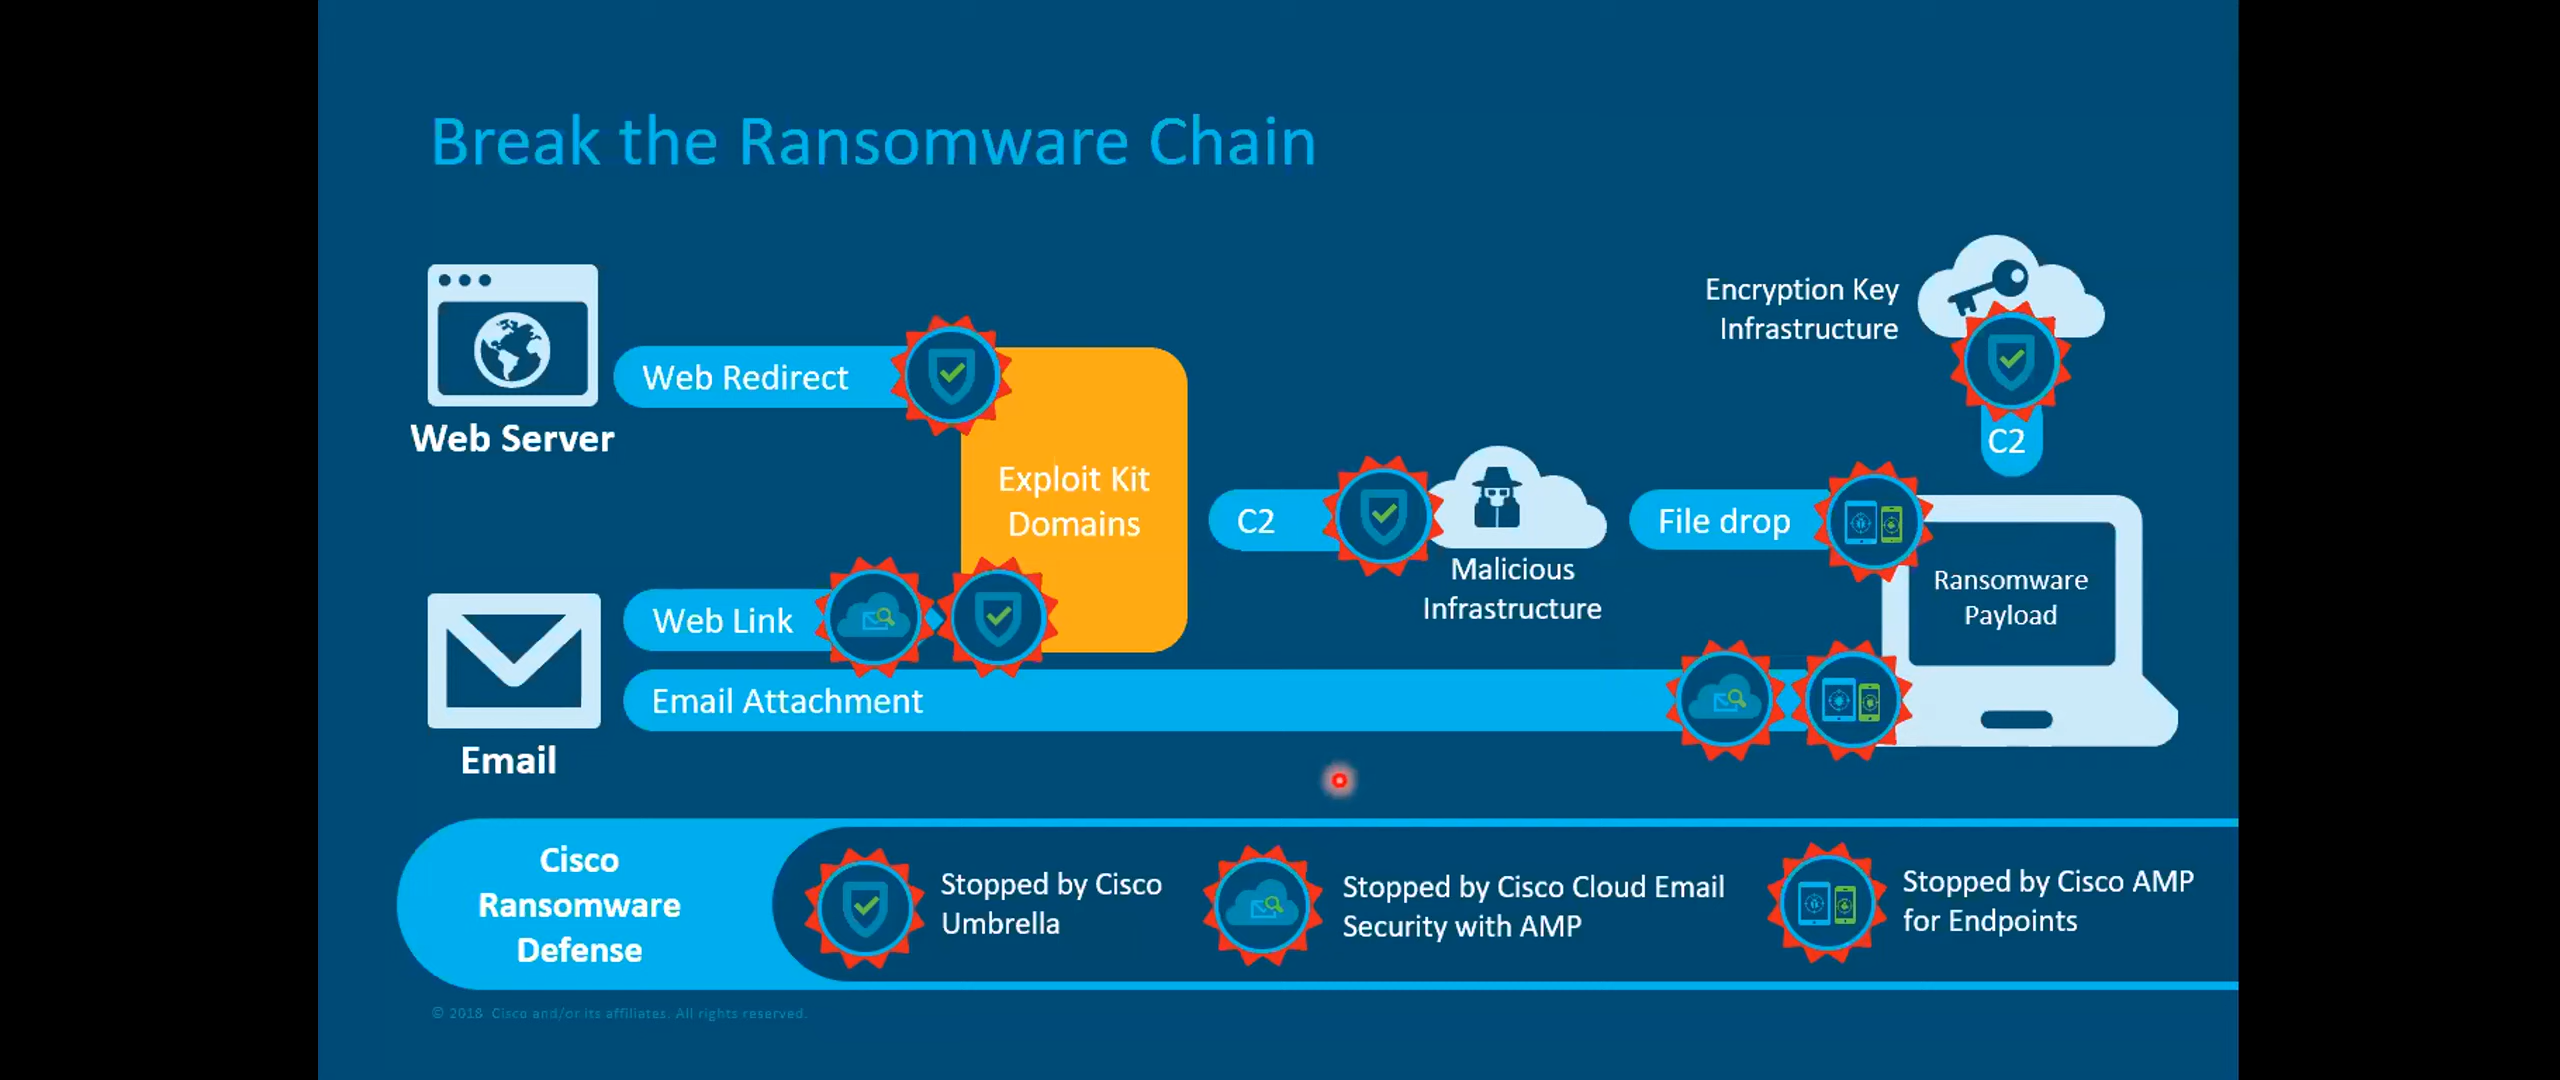 Break the Ransomware Chain
Encryption Key
Infrastructure
Web Redirect
Web Server
C2
Exploit Kit
Domains
C2
File drop
Malicious
Infrastructure
Ransomware
Payload
Web Link
Email Attachment
Email
Cisco
Ransomware
Defense
Stopped by Cisco
Umbrella
Stopped by Cisco Cloud Email
Security with AMP
Stopped by Cisco AMP
for Endpoints
© 2018 Cisco and/or its affiliates. All rights reserved.